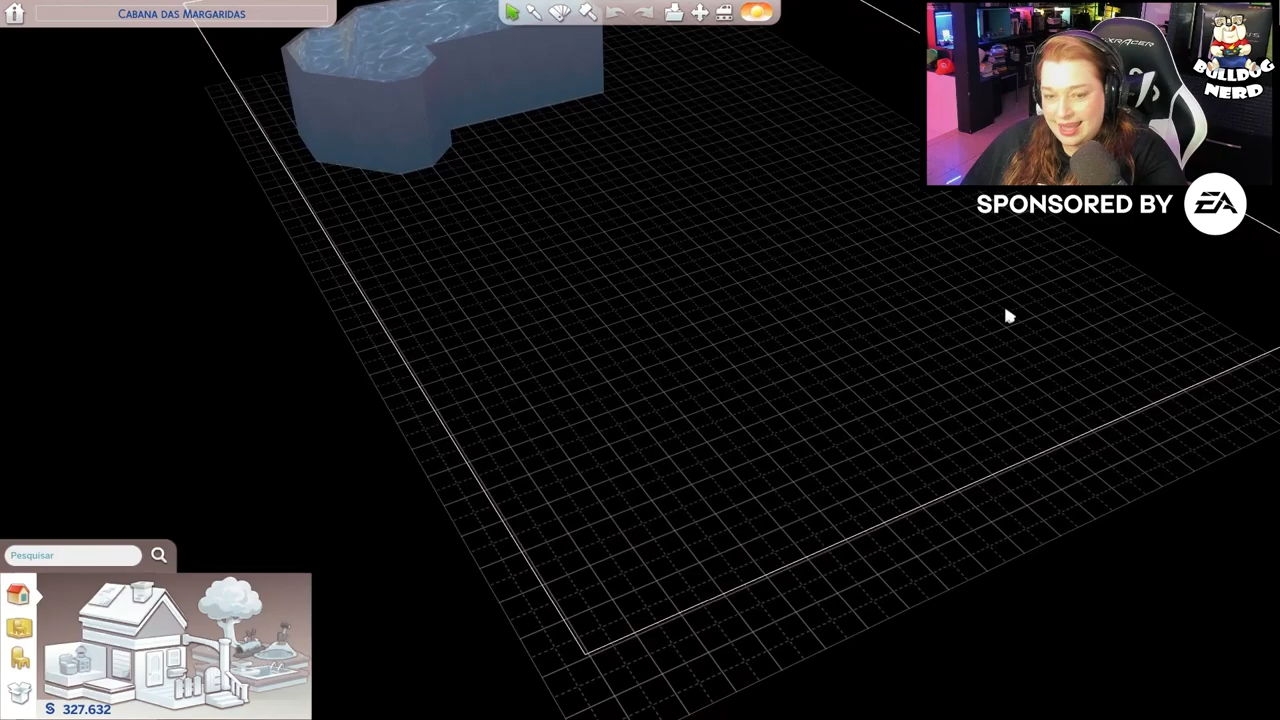 Cabana das Margaridas
BULLDOG
NERD
SPONSORED BY EA
Pesquisar
§ 327.632